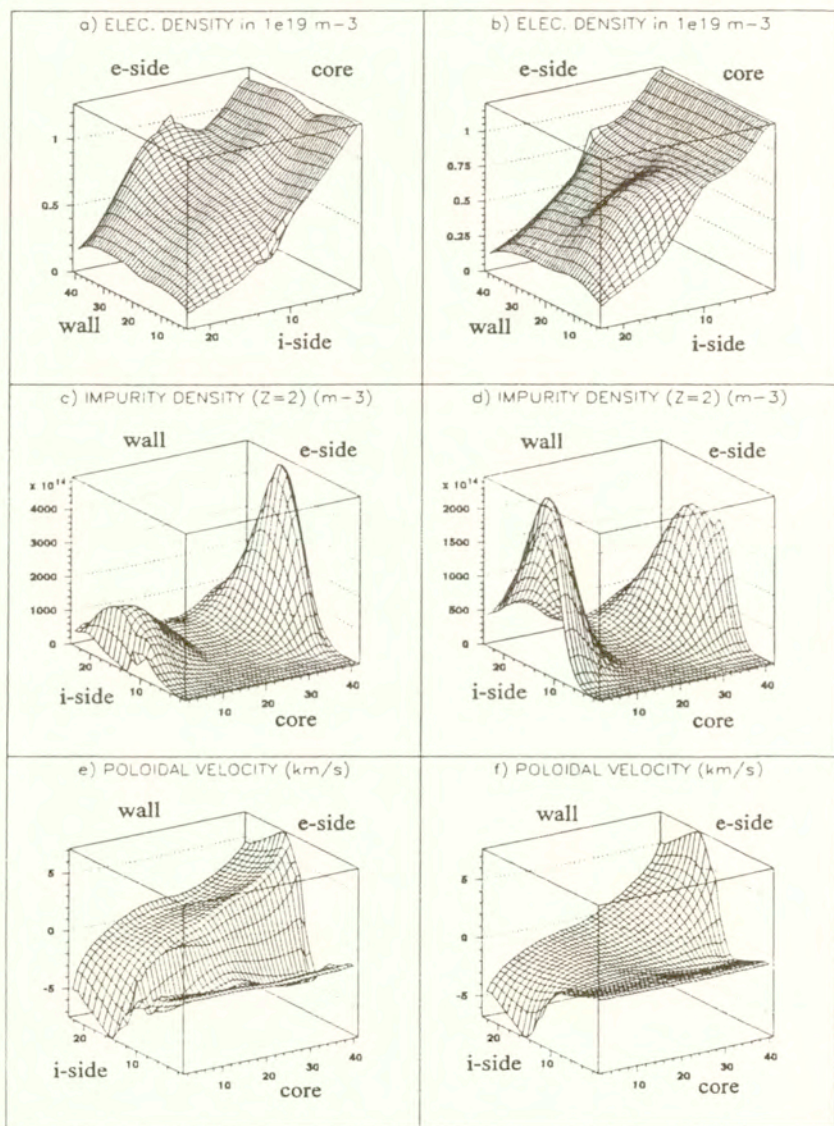 a) ELEC. DENSITY in 1e19 m-3
e-side
core
1
0.5
0
40
30
20
10
wall
20
10
i-side
b) ELEC. DENSITY in 1e19 m-3
e-side
core
1
0.75
0.5
0.25
0
40
30
20
10
wall
20
10
i-side
c) IMPURITY DENSITY (Z=2) (m-3)
wall
e-side
x 10^14
4000
3000
2000
1000
0
20
10
i-side
10
20
30
40
core
d) IMPURITY DENSITY (Z=2) (m-3)
wall
e-side
x 10^14
2000
1500
1000
500
0
20
10
i-side
10
20
30
40
core
e) POLOIDAL VELOCITY (km/s)
wall
e-side
5
0
-5
20
10
i-side
10
20
30
40
core
f) POLOIDAL VELOCITY (km/s)
wall
e-side
5
0
-5
20
10
i-side
10
20
30
40
core